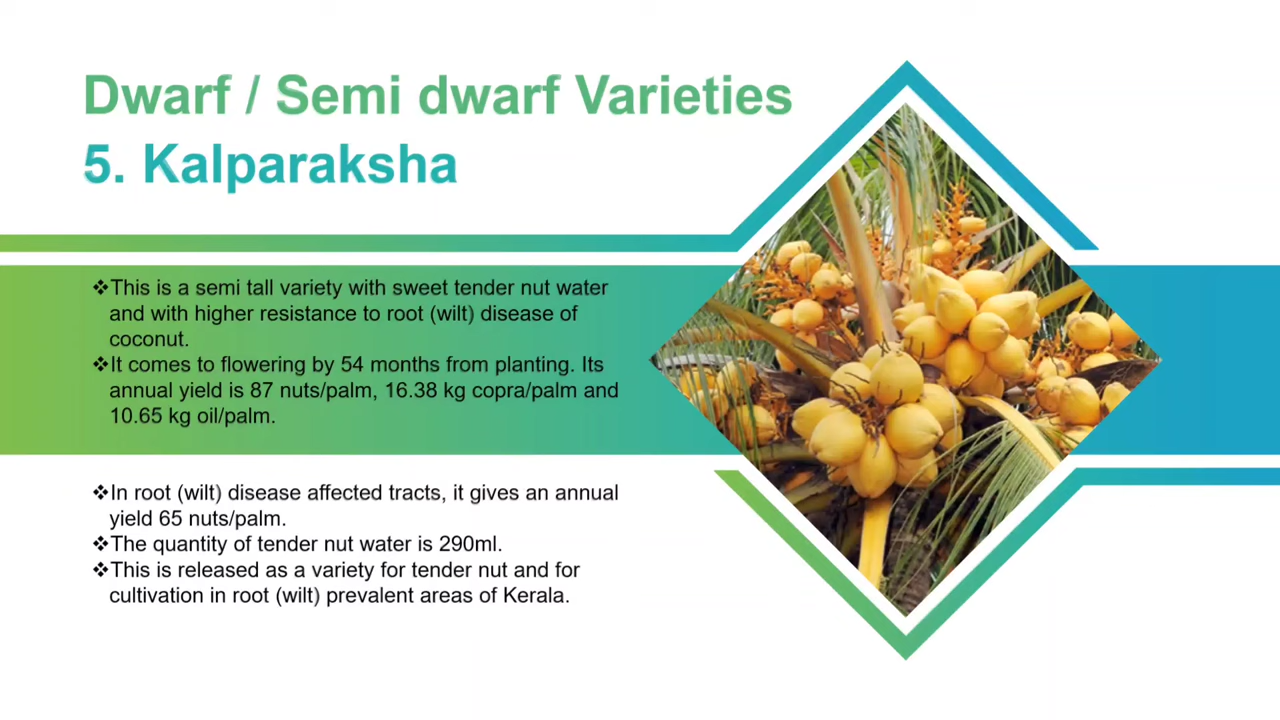 Dwarf / Semi dwarf Varieties
5. Kalparaksha
❖This is a semi tall variety with sweet tender nut water
and with higher resistance to root (wilt) disease of
coconut.
❖It comes to flowering by 54 months from planting. Its
annual yield is 87 nuts/palm, 16.38 kg copra/palm and
10.65 kg oil/palm.
❖In root (wilt) disease affected tracts, it gives an annual
yield 65 nuts/palm.
❖The quantity of tender nut water is 290ml.
❖This is released as a variety for tender nut and for
cultivation in root (wilt) prevalent areas of Kerala.